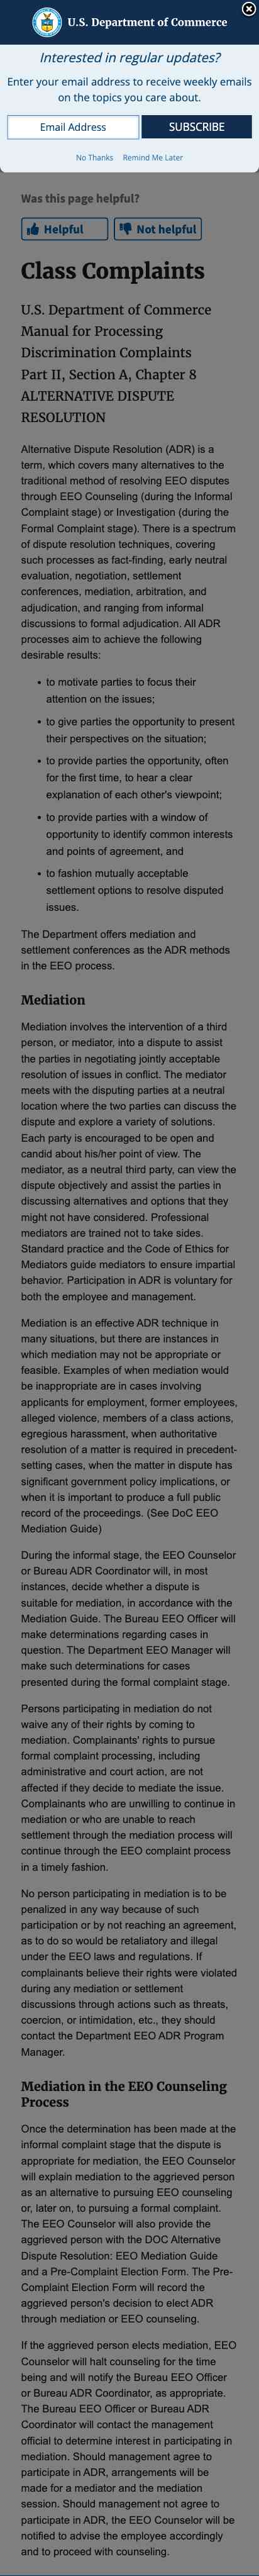 U.S. Department of Commerce
Interested in regular updates?
Enter your email address to receive weekly emails
on the topics you care about.
Email Address
SUBSCRIBE
No Thanks Remind Me Later
Was this page helpful?
Helpful
Not helpful
Class Complaints
U.S. Department of Commerce
Manual for Processing
Discrimination Complaints
Part II, Section A, Chapter 8
ALTERNATIVE DISPUTE
RESOLUTION
Alternative Dispute Resolution (ADR) is a
term, which covers many alternatives to the
traditional method of resolving EEO disputes
through EEO Counseling (during the Informal
Complaint stage) or Investigation (during the
Formal Complaint stage). There is a spectrum
of dispute resolution techniques, covering
such processes as fact-finding, early neutral
evaluation, negotiation, settlement
conferences, mediation, arbitration, and
adjudication, and ranging from informal
discussions to formal adjudication. All ADR
processes aim to achieve the following
desirable results:
• to motivate parties to focus their
attention on the issues;
• to give parties the opportunity to present
their perspectives on the situation;
• to provide parties the opportunity, often
for the first time, to hear a clear
explanation of each other's viewpoint;
• to provide parties with a window of
opportunity to identify common interests
and points of agreement, and
• to fashion mutually acceptable
settlement options to resolve disputed
issues.
The Department offers mediation and
settlement conferences as the ADR methods
in the EEO process.
Mediation
Mediation involves the intervention of a third
person, or mediator, into a dispute to assist
the parties in negotiating jointly acceptable
resolution of issues in conflict. The mediator
meets with the disputing parties at a neutral
location where the two parties can discuss the
dispute and explore a variety of solutions.
Each party is encouraged to be open and
candid about his/her point of view. The
mediator, as a neutral third party, can view the
dispute objectively and assist the parties in
discussing alternatives and options that they
might not have considered. Professional
mediators are trained not to take sides.
Standard practice and the Code of Ethics for
Mediators guide mediators to ensure impartial
behavior. Participation in ADR is voluntary for
both the employee and management.
Mediation is an effective ADR technique in
many situations, but there are instances in
which mediation may not be appropriate or
feasible. Examples of when mediation would
be inappropriate are in cases involving
applicants for employment, former employees,
alleged violence, members of a class actions,
egregious harassment, when authoritative
resolution of a matter is required in precedent-
setting cases, when the matter in dispute has
significant government policy implications, or
when it is important to produce a full public
record of the proceedings. (See DoC EEO
Mediation Guide)
During the informal stage, the EEO Counselor
or Bureau ADR Coordinator will, in most
instances, decide whether a dispute is
suitable for mediation, in accordance with the
Mediation Guide. The Bureau EEO Officer will
make determinations regarding cases in
question. The Department EEO Manager will
make such determinations for cases
presented during the formal complaint stage.
Persons participating in mediation do not
waive any of their rights by coming to
mediation. Complainants' rights to pursue
formal complaint processing, including
administrative and court action, are not
affected if they decide to mediate the issue.
Complainants who are unwilling to continue in
mediation or who are unable to reach
settlement through the mediation process will
continue through the EEO complaint process
in a timely fashion.
No person participating in mediation is to be
penalized in any way because of such
participation or by not reaching an agreement,
as to do so would be retaliatory and illegal
under the EEO laws and regulations. If
complainants believe their rights were violated
during any mediation or settlement
discussions through actions such as threats,
coercion, or intimidation, etc., they should
contact the Department EEO ADR Program
Manager.
Mediation in the EEO Counseling
Process
Once the determination has been made at the
informal complaint stage that the dispute is
appropriate for mediation, the EEO Counselor
will explain mediation to the aggrieved person
as an alternative to pursuing EEO counseling
or, later on, to pursuing a formal complaint.
The EEO Counselor will also provide the
aggrieved person with the DOC Alternative
Dispute Resolution: EEO Mediation Guide
and a Pre-Complaint Election Form. The Pre-
Complaint Election Form will record the
aggrieved person's decision to elect ADR
through mediation or EEO counseling.
If the aggrieved person elects mediation, EEO
Counselor will halt counseling for the time
being and will notify the Bureau EEO Officer
or Bureau ADR Coordinator, as appropriate.
The Bureau EEO Officer or Bureau ADR
Coordinator will contact the management
official to determine interest in participating in
mediation. Should management agree to
participate in ADR, arrangements will be
made for a mediator and the mediation
session. Should management not agree to
participate in ADR, the EEO Counselor will be
notified to advise the employee accordingly
and to proceed with counseling.